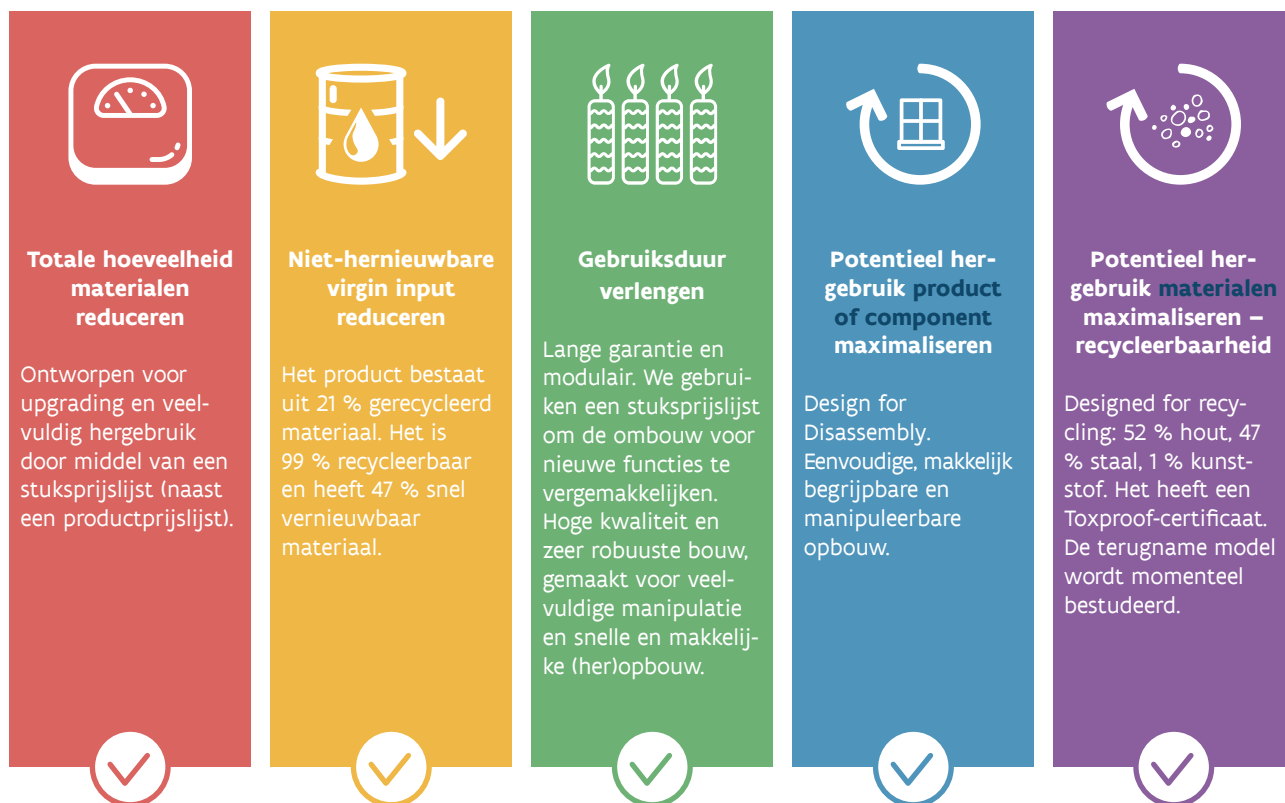 Totale hoeveelheid
materialen
reduceren
Ontworpen voor
upgrading en veel-
vuldig hergebruik
door middel van een
stuksprijslijst (naast
een productprijslijst).
Niet-hernieuwbare
virgin input
reduceren
Het product bestaat
uit 21 % gerecycleerd
materiaal. Het is
99 % recycleerbaar
en heeft 47 % snel
vernieuwbaar
materiaal.
Gebruiksduur
verlengen
Lange garantie en
modulair. We gebrui-
ken een stuksprijslijst
om de ombouw voor
nieuwe functies te
vergemakkelijken.
Hoge kwaliteit en
zeer robuuste bouw,
gemaakt voor veel-
vuldige manipulatie
en snelle en makkelij-
ke (her)opbouw.
Potentieel her-
gebruik product
of component
maximaliseren
Design for
Disassembly.
Eenvoudige, makkelijk
begrijpbare en
manipuleerbare
opbouw.
Potentieel her-
gebruik materialen
maximaliseren –
recycleerbaarheid
Designed for recy-
cling: 52 % hout, 47
% staal, 1 % kunst-
stof. Het heeft een
Toxproof-certificaat.
De terugname model
wordt momenteel
bestudeerd.